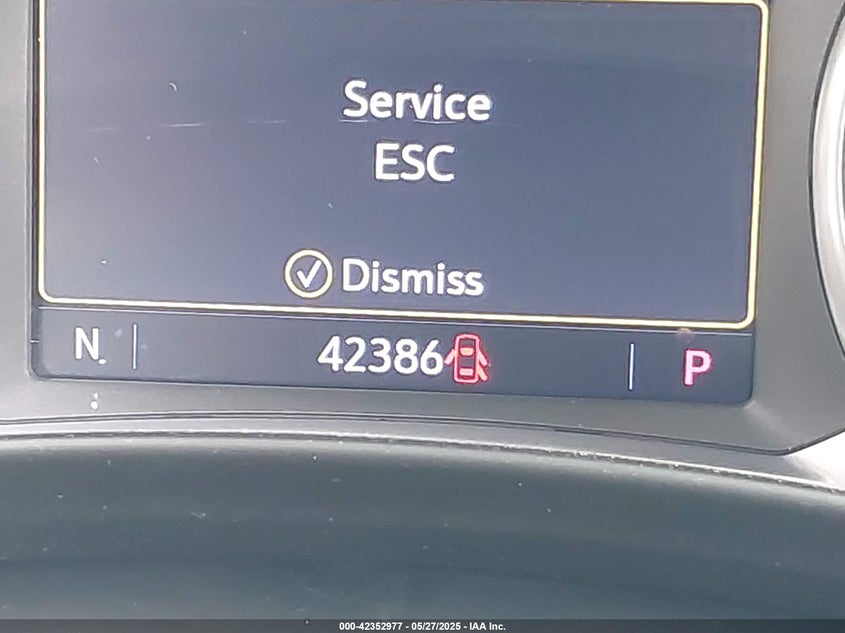 Service
ESC
Dismiss
N
42386
P
000-42352977 - 05/27/2025 - IAA Inc.